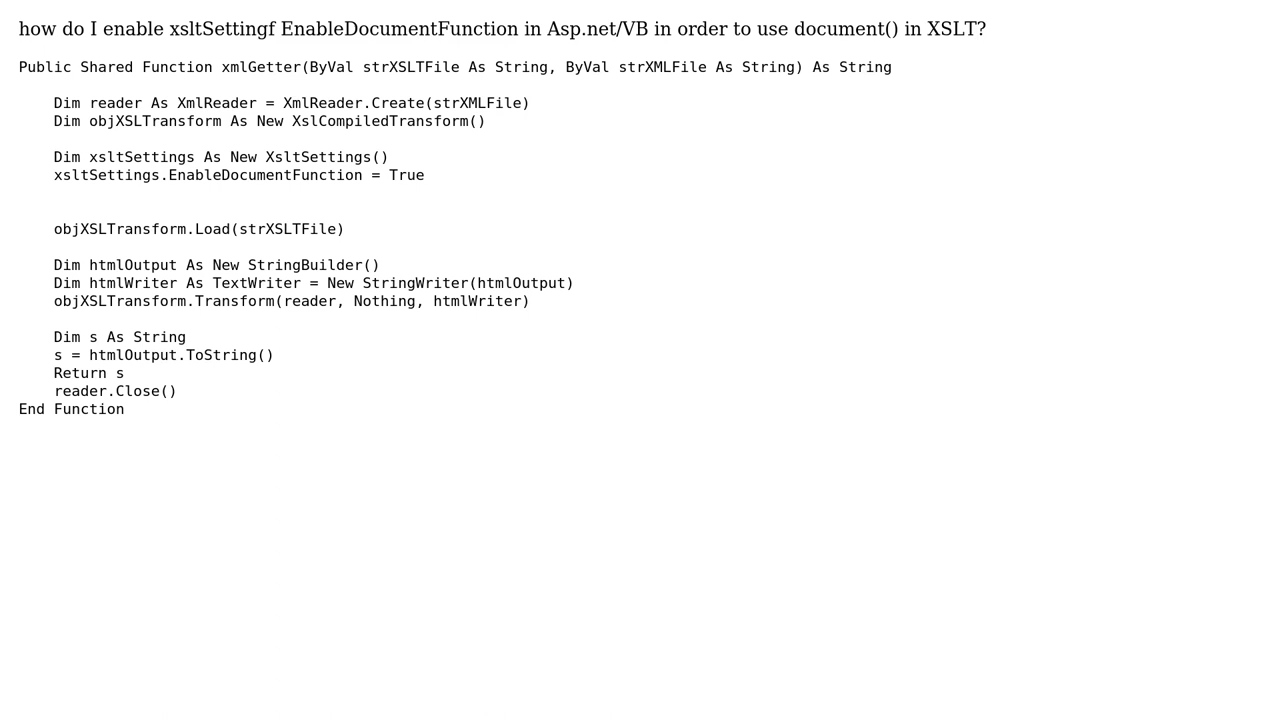 how do I enable xsltSettingf EnableDocumentFunction in Asp.net/VB in order to use document() in XSLT?
Public Shared Function xmlGetter(ByVal strXSLTFile As String, ByVal strXMLFile As String) As String
    Dim reader As XmlReader = XmlReader.Create(strXMLFile)
    Dim objXSLTransform As New XslCompiledTransform()
    Dim xsltSettings As New XsltSettings()
    xsltSettings.EnableDocumentFunction = True
    objXSLTransform.Load(strXSLTFile)
    Dim htmlOutput As New StringBuilder()
    Dim htmlWriter As TextWriter = New StringWriter(htmlOutput)
    objXSLTransform.Transform(reader, Nothing, htmlWriter)
    Dim s As String
    s = htmlOutput.ToString()
    Return s
    reader.Close()
End Function